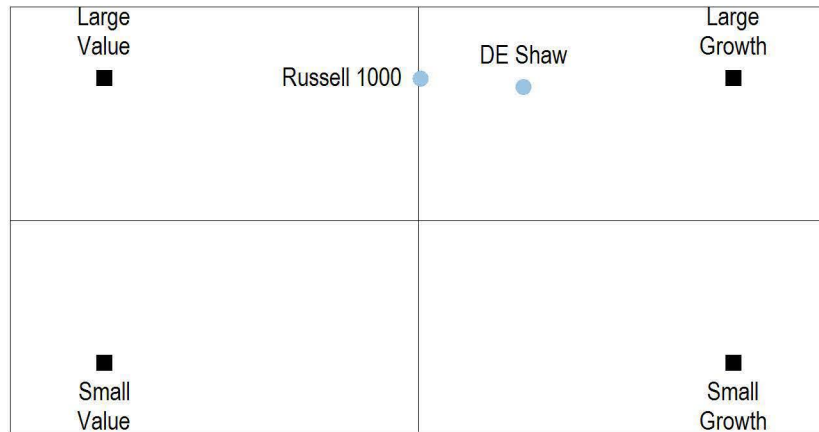 Large
Value
Large
Growth
DE Shaw
Russell 1000
Small
Value
Small
Growth